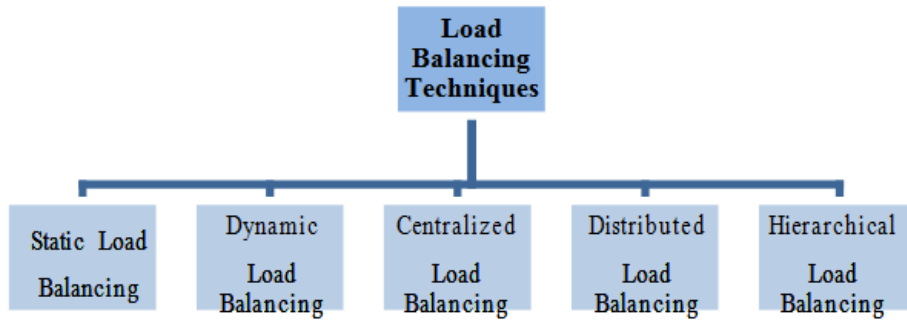 Load
Balancing
Techniques
Static Load
Balancing
Dynamic
Load
Balancing
Centralized
Load
Balancing
Distributed
Load
Balancing
Hierarchical
Load
Balancing